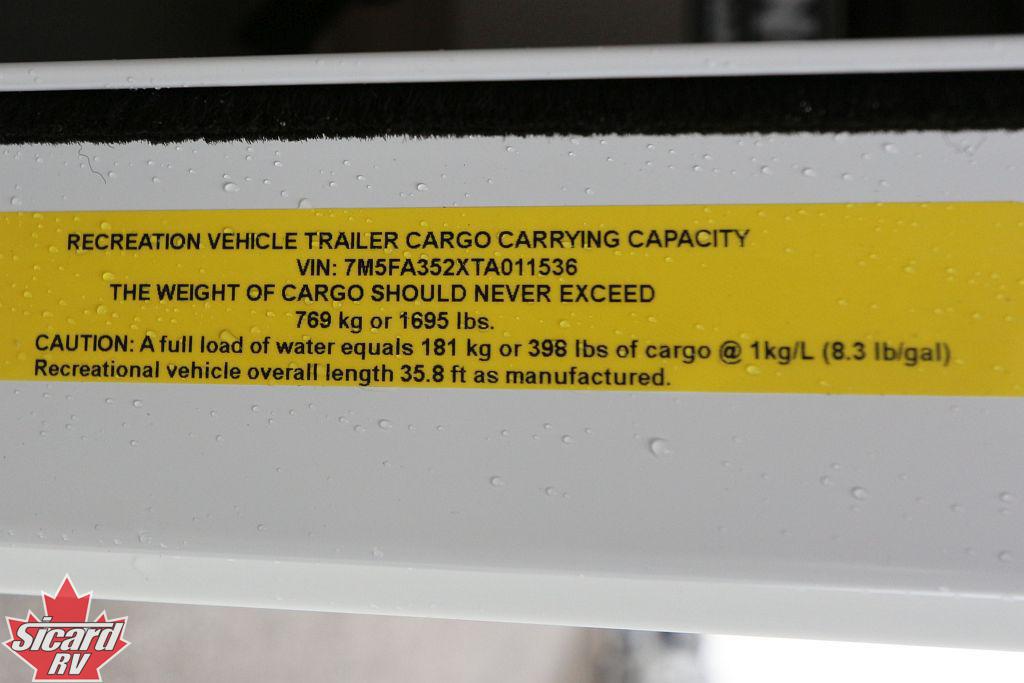 RECREATION VEHICLE TRAILER CARGO CARRYING CAPACITY
VIN: 7M5FA352XTA011536
THE WEIGHT OF CARGO SHOULD NEVER EXCEED
769 kg or 1695 lbs.
CAUTION: A full load of water equals 181 kg or 398 lbs of cargo @ 1kg/L (8.3 lb/gal)
Recreational vehicle overall length 35.8 ft as manufactured.
Sicard
RV